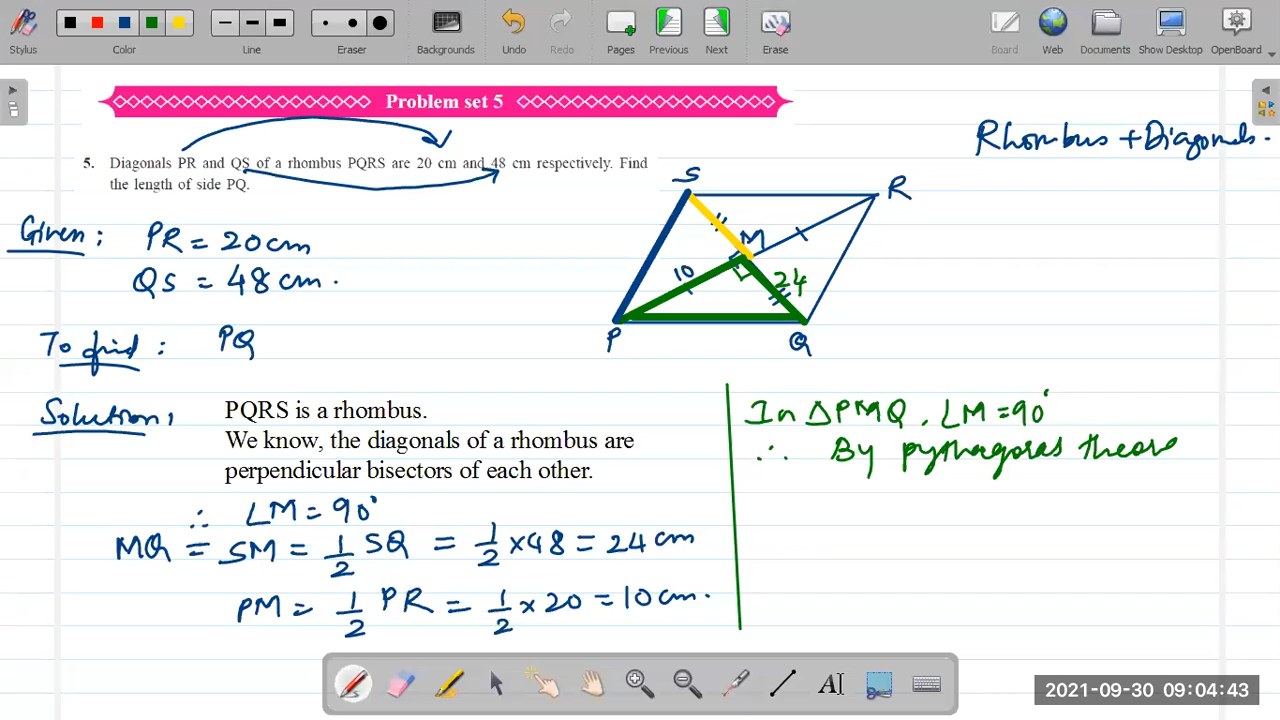 Stylus Color Line Eraser Backgrounds Undo Redo Pages Previous Next Erase Board Web Documents Show Desktop OpenBoard
Problem set 5
Rhombus + Diagonals.
5. Diagonals PR and QS of a rhombus PQRS are 20 cm and 48 cm respectively. Find
the length of side PQ.
S
R
M
10
24
P
Q
Given : PR = 20cm
QS = 48 cm .
To find : PQ
Solution :
PQRS is a rhombus.
We know, the diagonals of a rhombus are
perpendicular bisectors of each other.
∴ ∠M = 90°
MQ = SM = 1/2 SQ = 1/2 × 48 = 24 cm
PM = 1/2 PR = 1/2 × 20 = 10 cm .
In △PMQ , ∠M = 90°
∴ By pythagoras theore
AI
2021-09-30 09:04:43